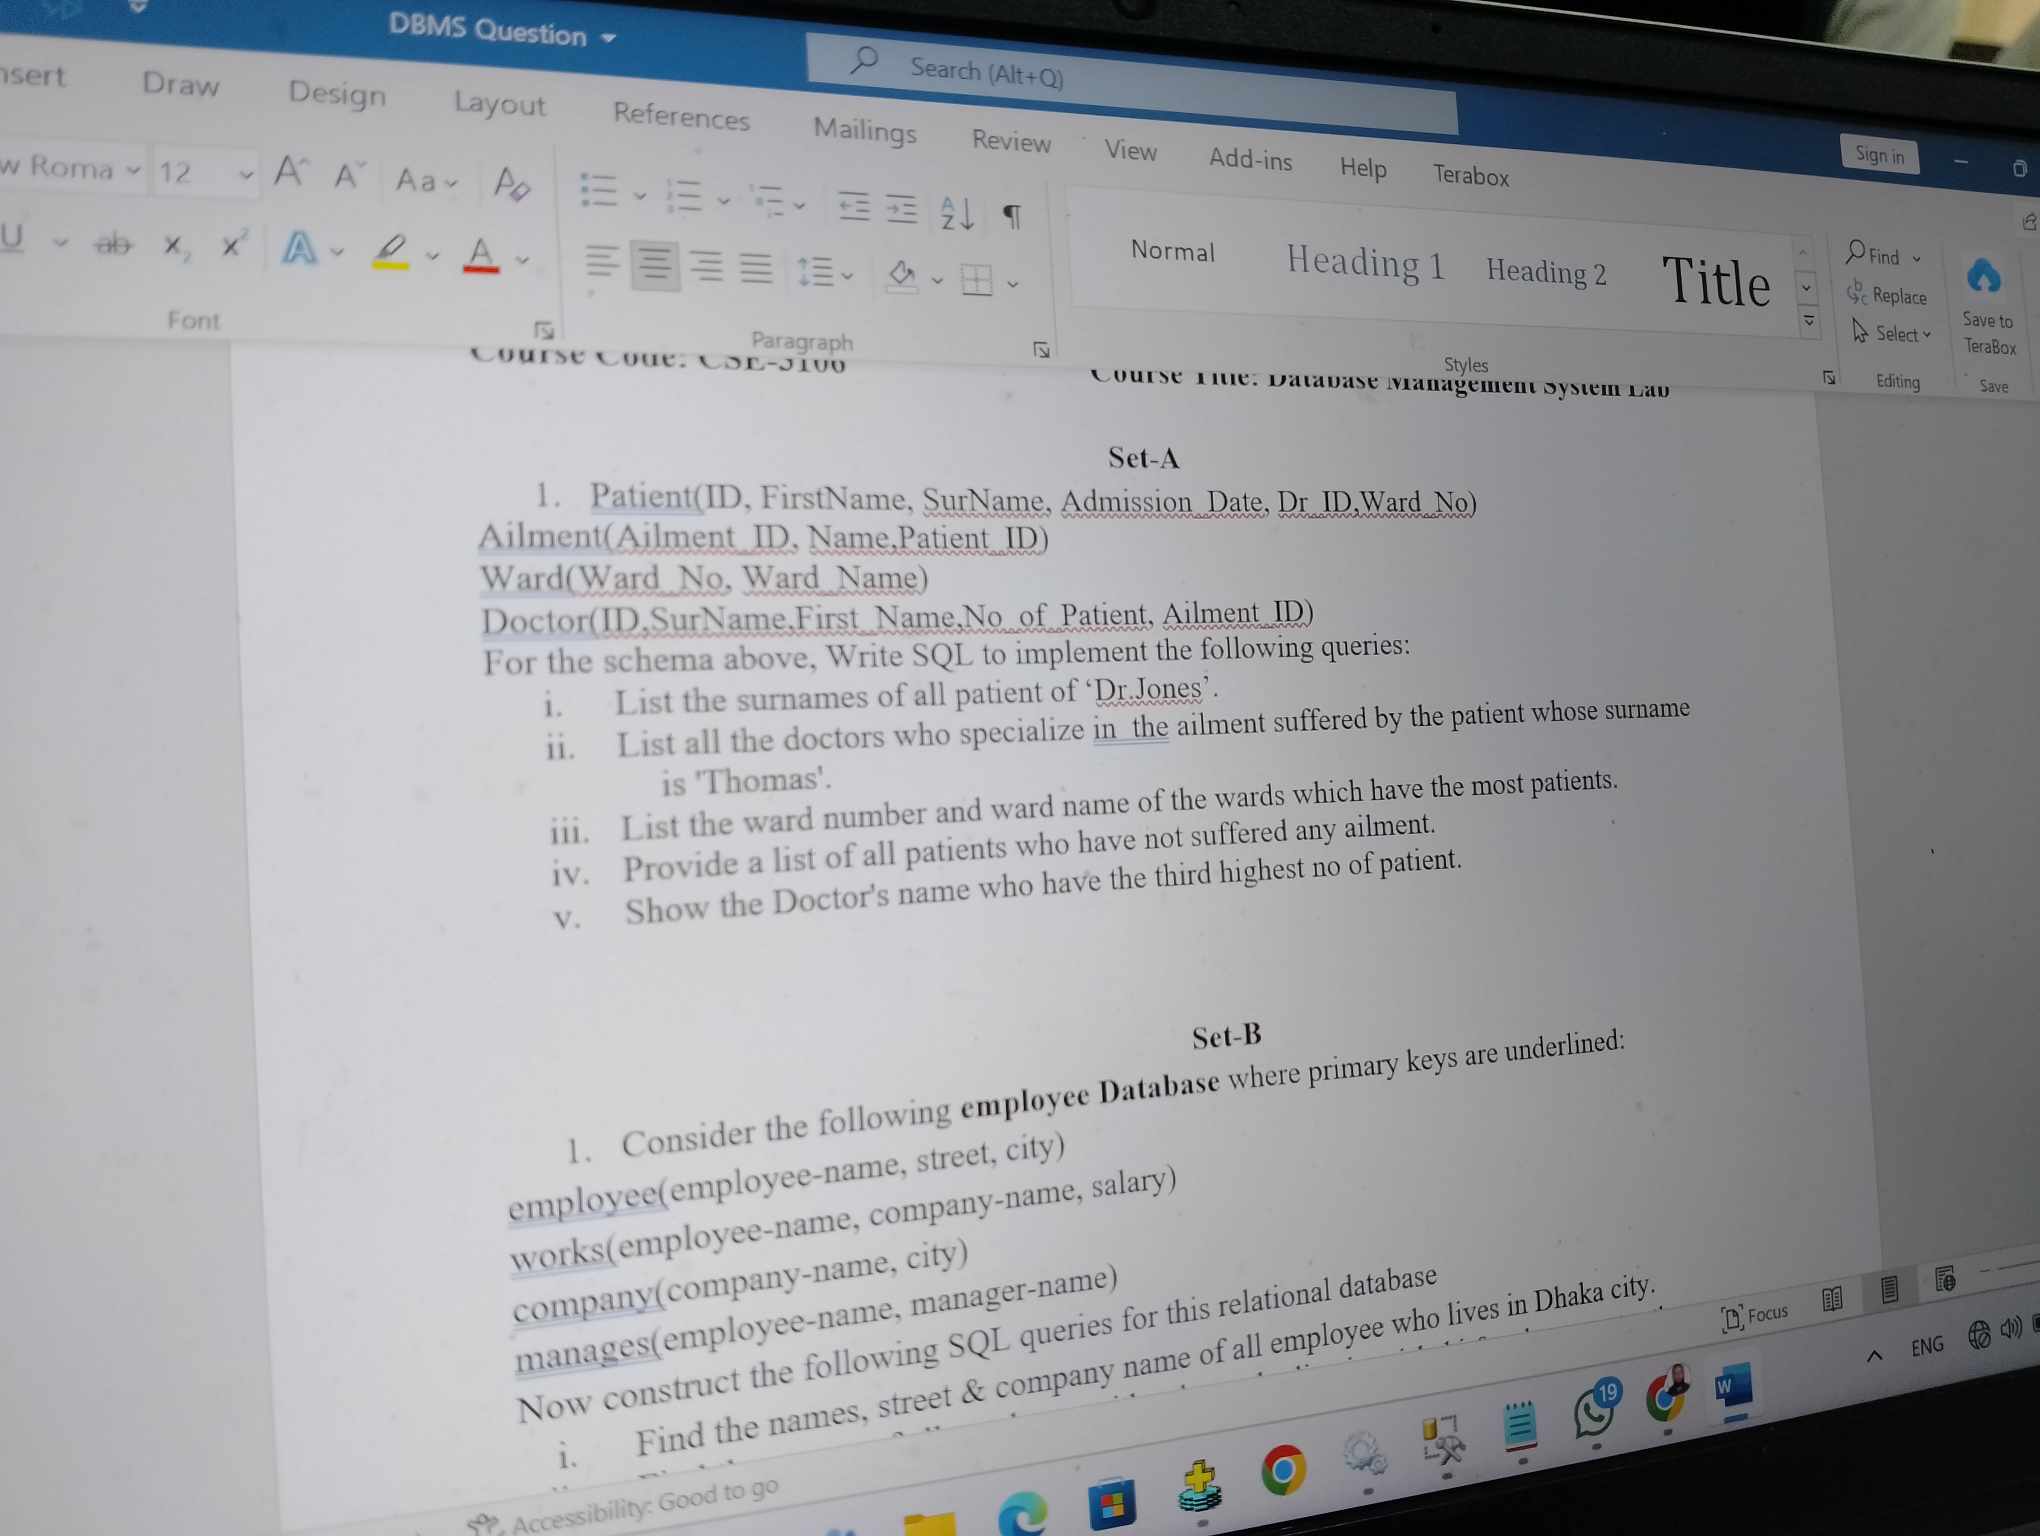 DBMS Question
Search (Alt+Q)
Sign in
Draw
Design
Layout
References
Mailings
Review
View
Add-ins
Help
Terabox
12
Aa
Normal
Heading 1
Heading 2
Title
Find
Replace
Select
Save to
TeraBox
Font
Paragraph
Styles
Editing
Save
Course Code: CSE-3106
Course Title: Database Management System Lab
Set-A
1. Patient(ID, FirstName, SurName, Admission_Date, Dr_ID,Ward_No)
Ailment(Ailment_ID, Name,Patient_ID)
Ward(Ward_No, Ward_Name)
Doctor(ID,SurName,First_Name,No_of_Patient, Ailment_ID)
For the schema above, Write SQL to implement the following queries:
i. List the surnames of all patient of ‘Dr.Jones’.
ii. List all the doctors who specialize in the ailment suffered by the patient whose surname
is 'Thomas'.
iii. List the ward number and ward name of the wards which have the most patients.
iv. Provide a list of all patients who have not suffered any ailment.
v. Show the Doctor's name who have the third highest no of patient.
Set-B
1. Consider the following employee Database where primary keys are underlined:
employee(employee-name, street, city)
works(employee-name, company-name, salary)
company(company-name, city)
manages(employee-name, manager-name)
Now construct the following SQL queries for this relational database
i. Find the names, street & company name of all employee who lives in Dhaka city.
Accessibility: Good to go
Focus
19
ENG